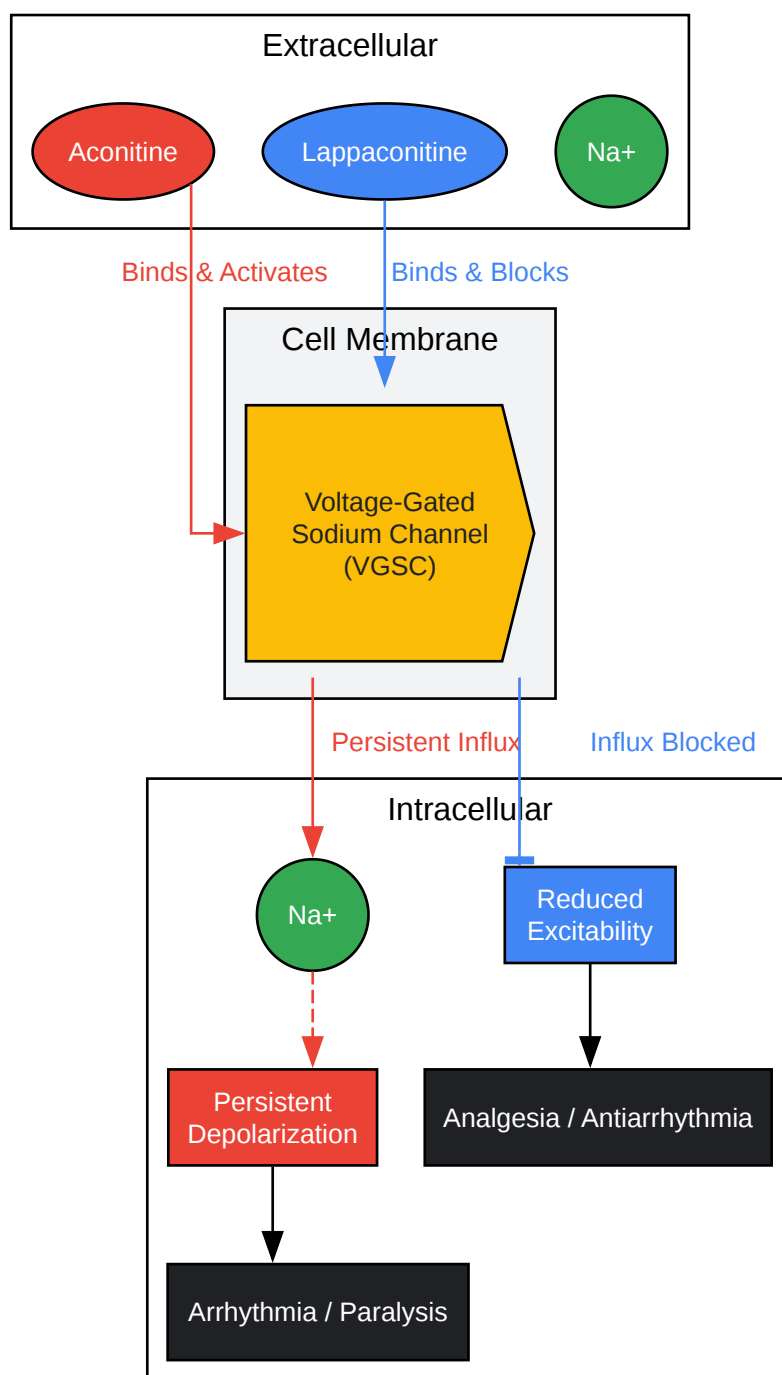 Extracellular
Aconitine
Lappaconitine
Na+
Binds & Activates
Binds & Blocks
Cell Membrane
Voltage-Gated
Sodium Channel
(VGSC)
Persistent Influx
Influx Blocked
Intracellular
Na+
Reduced
Excitability
Persistent
Depolarization
Analgesia / Antiarrhythmia
Arrhythmia / Paralysis